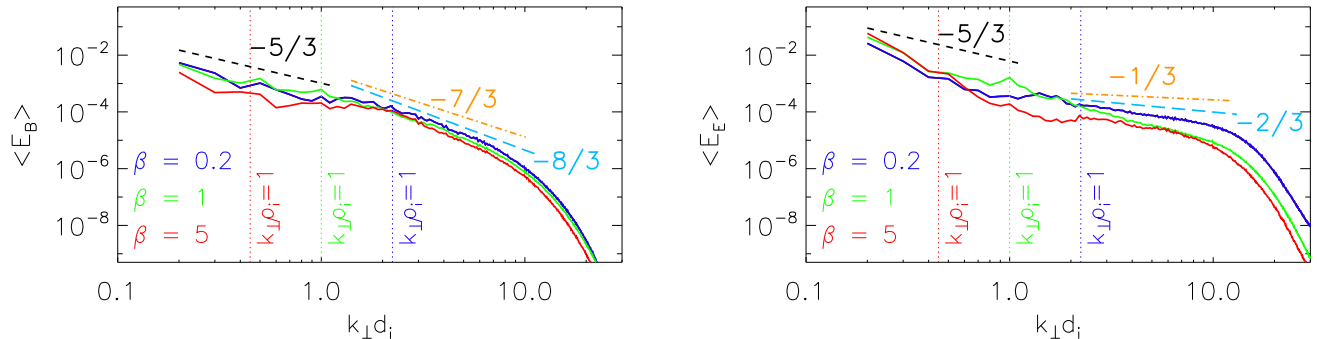 <E_B>
10^-2
10^-4
10^-6
10^-8
−5/3
−7/3
−8/3
β = 0.2
β = 1
β = 5
k⊥ρi=1
k⊥ρi=1
k⊥ρi=1
0.1
1.0
10.0
k⊥di
<E_E>
10^-2
10^-4
10^-6
10^-8
−5/3
−1/3
−2/3
β = 0.2
β = 1
β = 5
k⊥ρi=1
k⊥ρi=1
k⊥ρi=1
0.1
1.0
10.0
k⊥di